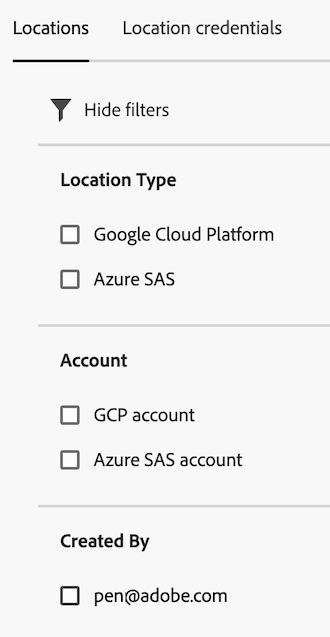 Locations Location credentials
Hide filters
Location Type
Google Cloud Platform
Azure SAS
Account
GCP account
Azure SAS account
Created By
pen@adobe.com